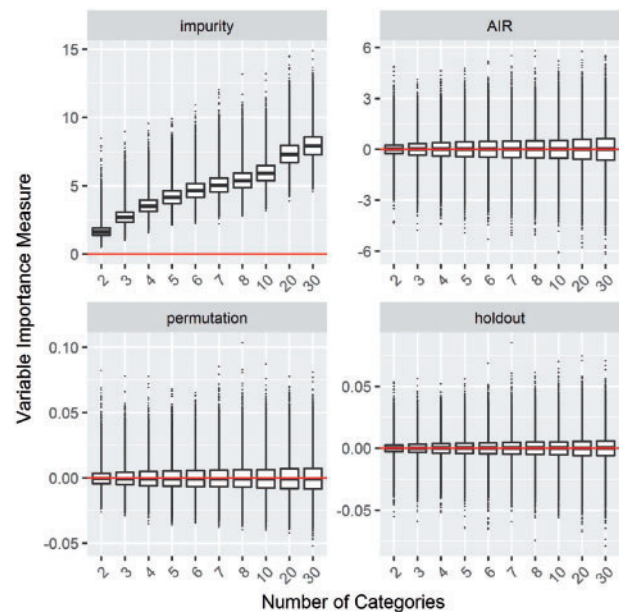 impurity
AIR
15
10
5
0
2 3 4 5 6 7 8 10 20 30
6
3
0
-3
-6
2 3 4 5 6 7 8 10 20 30
permutation
holdout
0.10
0.05
0.00
-0.05
2 3 4 5 6 7 8 10 20 30
0.05
0.00
-0.05
2 3 4 5 6 7 8 10 20 30
Variable Importance Measure
Number of Categories